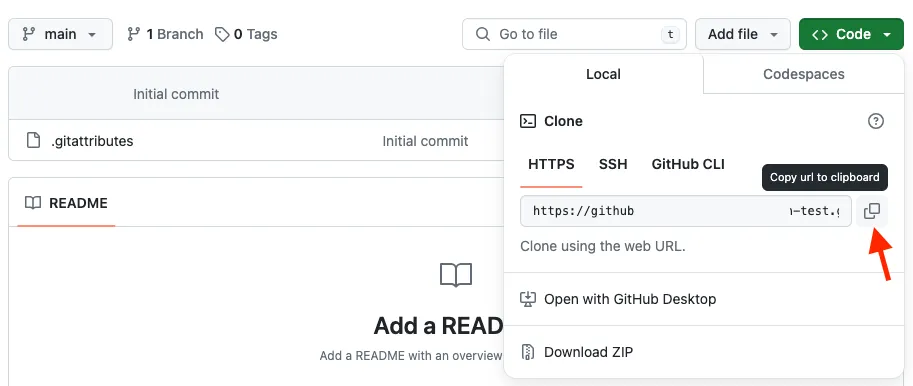 main 1 Branch 0 Tags Go to file t Add file Code
Local Codespaces
Initial commit
Clone
.gitattributes Initial commit
HTTPS SSH GitHub CLI
Copy url to clipboard
README
https://github -test.g
Clone using the web URL.
Open with GitHub Desktop
Add a READ
Add a README with an overview
Download ZIP